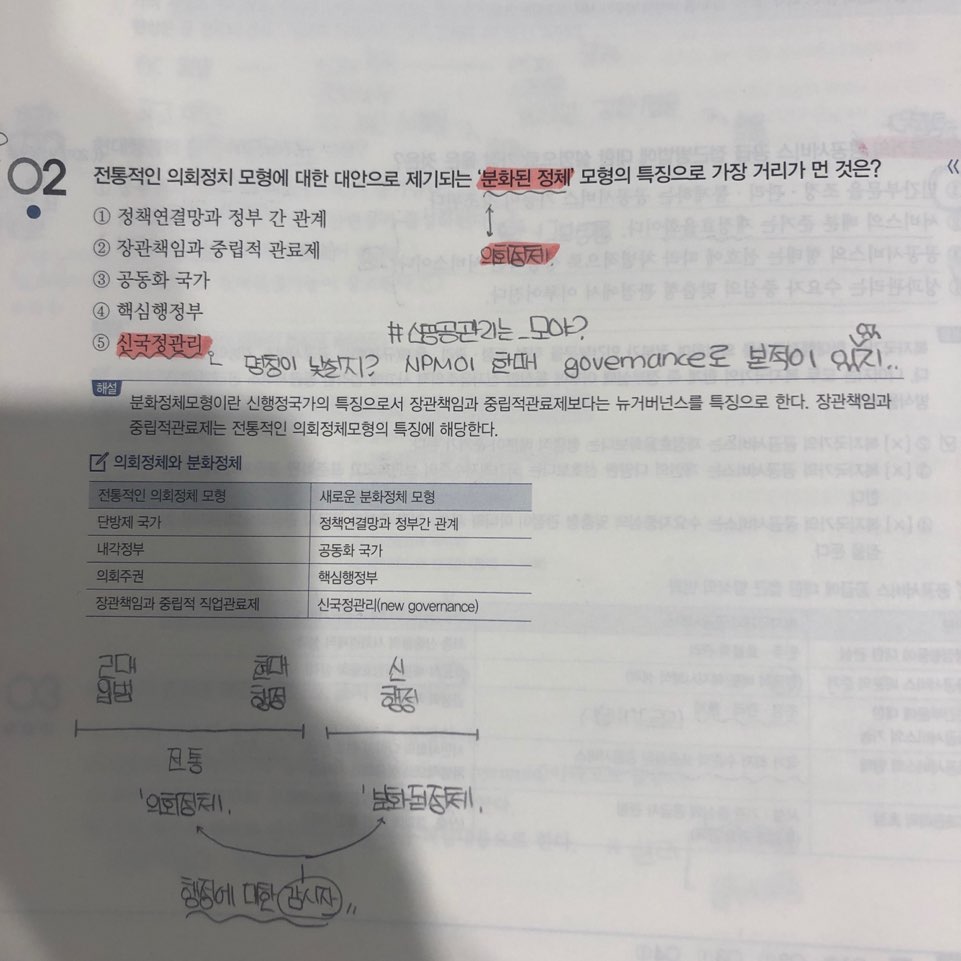 02 전통적인 의회정치 모형에 대한 대안으로 제기되는 '분화된 정체' 모형의 특징으로 가장 거리가 먼 것은? «
① 정책연결망과 정부 간 관계
② 장관책임과 중립적 관료제
의회정체
③ 공동화 국가
④ 핵심행정부
#신공공관리는 모야?
⑤ 신국정관리
명칭이 낯설지? NPM이 한때 governance로
해설
분화정체모형이란 신행정국가의 특징으로서 장관책임과 중립적관료제보다는 뉴거버넌스를 특징으로 한다. 장관책임과
중립적관료제는 전통적인 의회정체모형의 특징에 해당한다.
의회정체와 분화정체
전통적인 의회정체 모형 새로운 분화정체 모형
단방제 국가 정책연결망과 정부간 관계
내각정부 공동화 국가
의회주권 핵심행정부
장관책임과 중립적 직업관료제 신국정관리(new governance)
근대 현대 신
입법 행정 행정
전통
'의회정체' '분화된정체'
행정에 대한 감시자